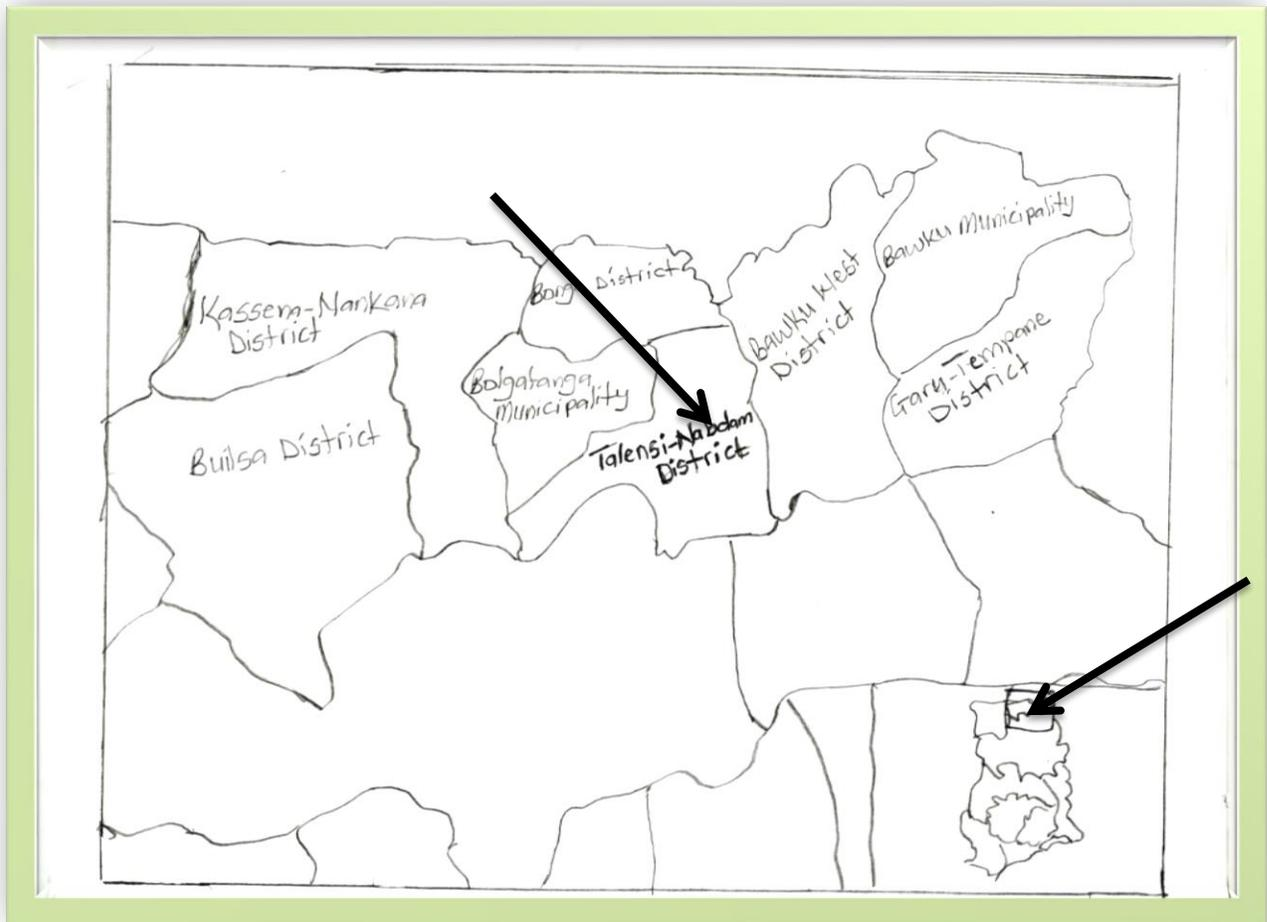 Bawku Municipality
Kassena-Nankana
District
Bong District
Bawku West
District
Garu-Tempane
District
Bolgatanga
Municipality
Builsa District
Talensi-Nabdam
District